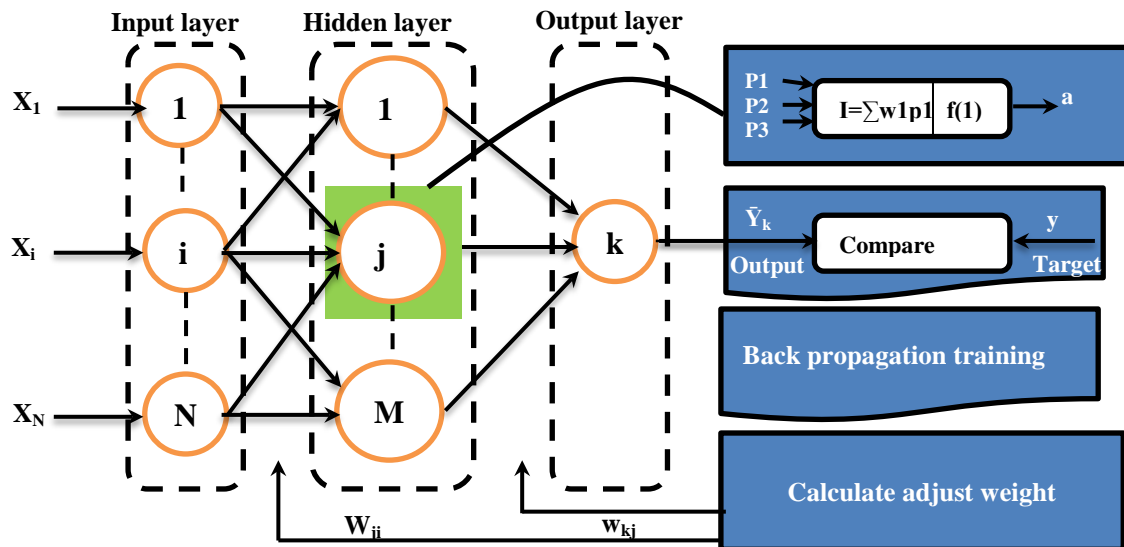 Input layer
Hidden layer
Output layer
X1
1
1
P1
P2
P3
I=∑w1p1
f(1)
a
Xi
i
j
k
Ȳk
Output
Compare
y
Target
Back propagation training
XN
N
M
Calculate adjust weight
Wji
wkj